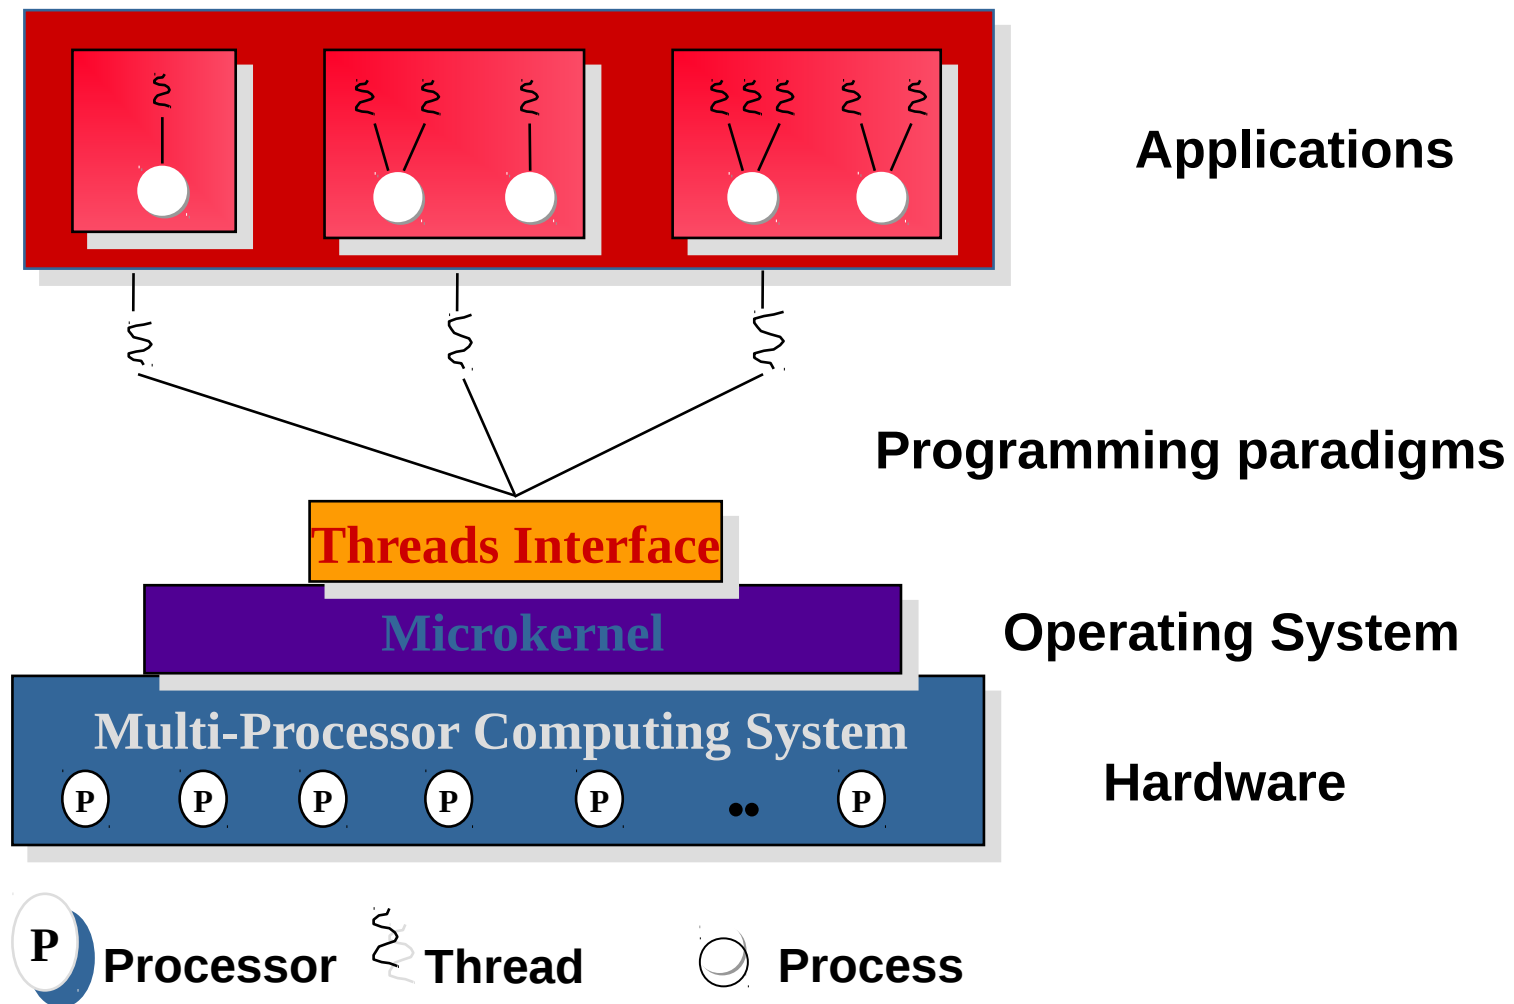 Applications
Programming paradigms
Threads Interface
Microkernel
Operating System
Multi-Processor Computing System
Hardware
P P P P P •• P
P Processor Thread Process